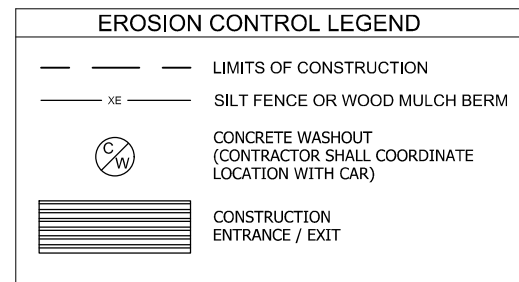 EROSION CONTROL LEGEND
LIMITS OF CONSTRUCTION
XE
SILT FENCE OR WOOD MULCH BERM
C/W
CONCRETE WASHOUT
(CONTRACTOR SHALL COORDINATE
LOCATION WITH CAR)
CONSTRUCTION
ENTRANCE / EXIT